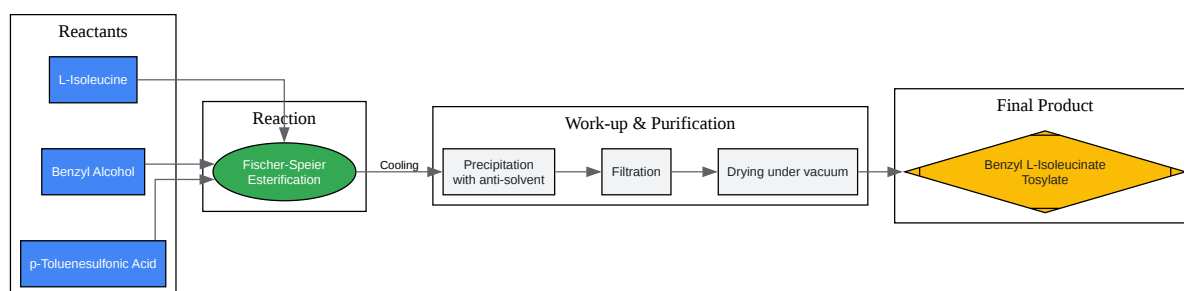 Reactants
L-Isoleucine
Benzyl Alcohol
p-Toluenesulfonic Acid
Reaction
Fischer-Speier
Esterification
Cooling
Work-up & Purification
Precipitation
with anti-solvent
Filtration
Drying under vacuum
Final Product
Benzyl L-Isoleucinate
Tosylate